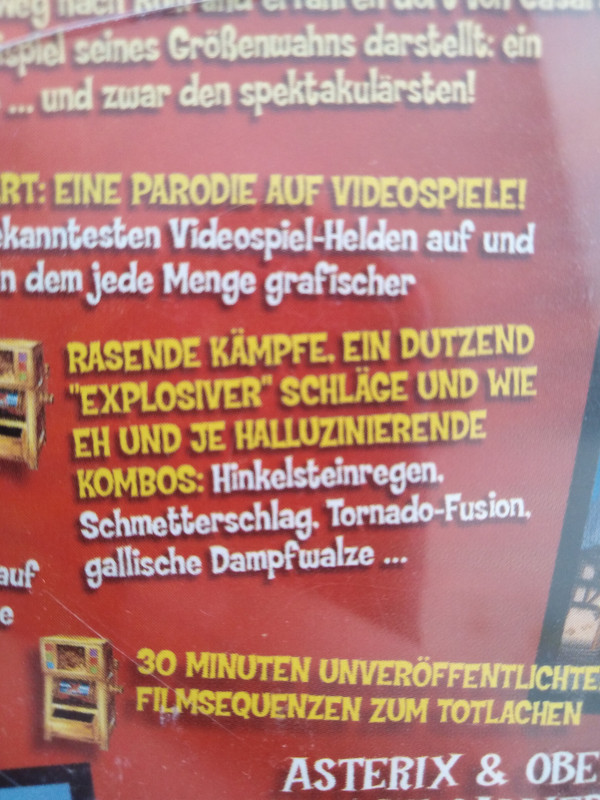 spiel seines Größenwahns darstellt: ein
... und zwar den spektakulärsten!
ART: EINE PARODIE AUF VIDEOSPIELE!
ekanntesten Videospiel-Helden auf und
n dem jede Menge grafischer
RASENDE KÄMPFE, EIN DUTZEND
"EXPLOSIVER" SCHLÄGE UND WIE
EH UND JE HALLUZINIERENDE
KOMBOS: Hinkelsteinregen,
Schmetterschlag, Tornado-Fusion,
gallische Dampfwalze ...
auf
e
30 MINUTEN UNVERÖFFENTLICHTE
FILMSEQUENZEN ZUM TOTLACHEN
ASTERIX & OBE